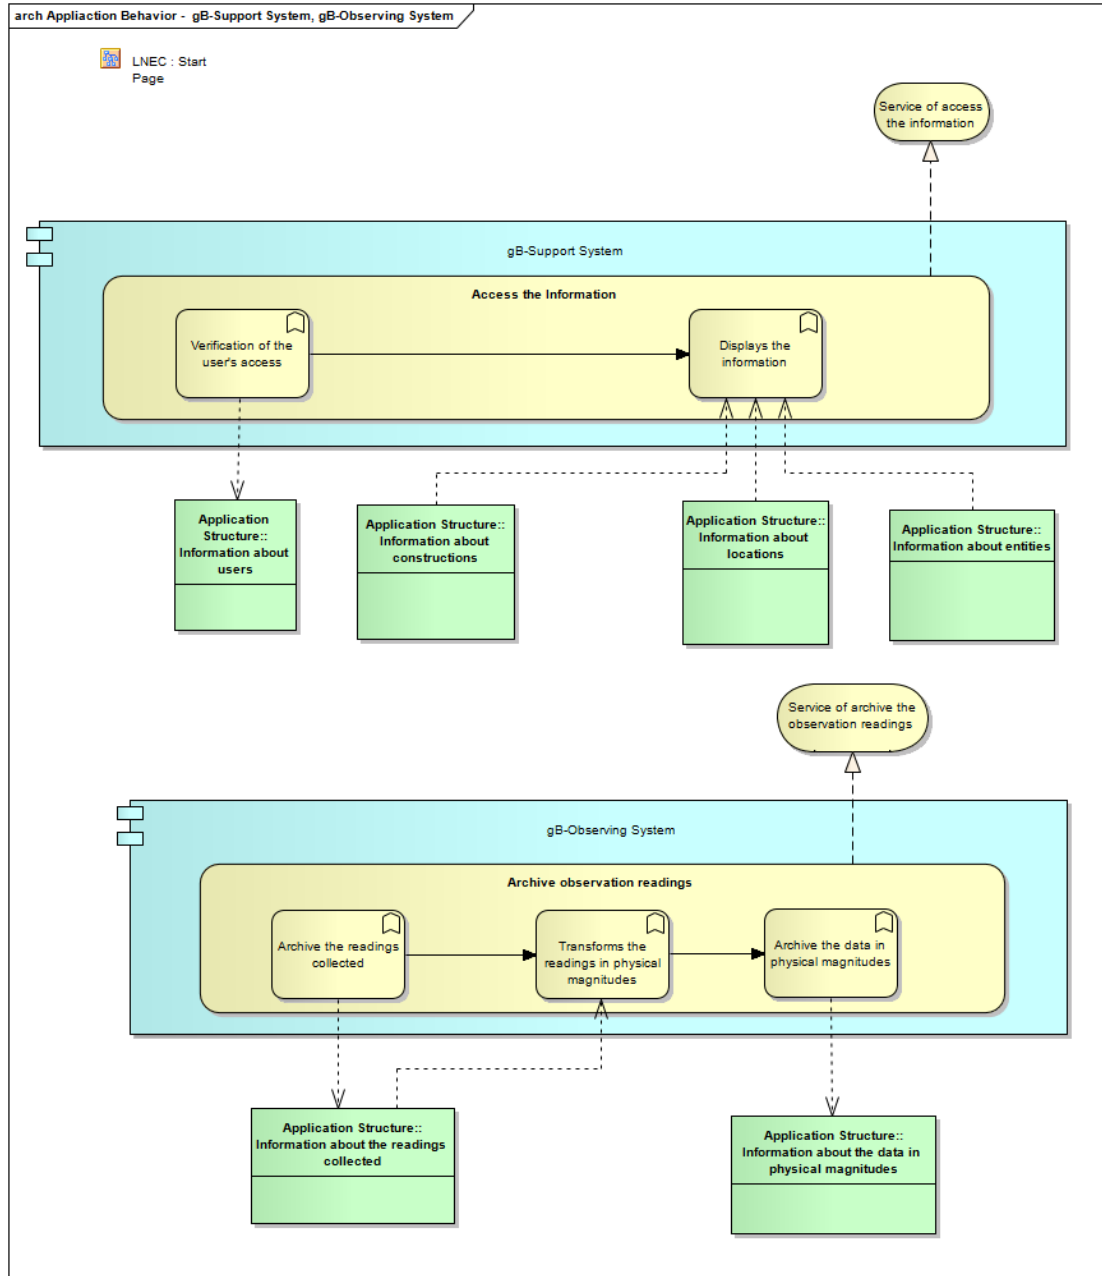 arch Appliaction Behavior - gB-Support System, gB-Observing System
LNEC : Start
Page
Service of access
the information
gB-Support System
Access the Information
Verification of the
user's access
Displays the
information
Application
Structure::
Information about
users
Application Structure::
Information about
constructions
Application Structure::
Information about
locations
Application Structure::
Information about entities
Service of archive the
observation readings
gB-Observing System
Archive observation readings
Archive the readings
collected
Transforms the
readings in physical
magnitudes
Archive the data in
physical magnitudes
Application Structure::
Information about the readings
collected
Application Structure::
Information about the data in
physical magnitudes